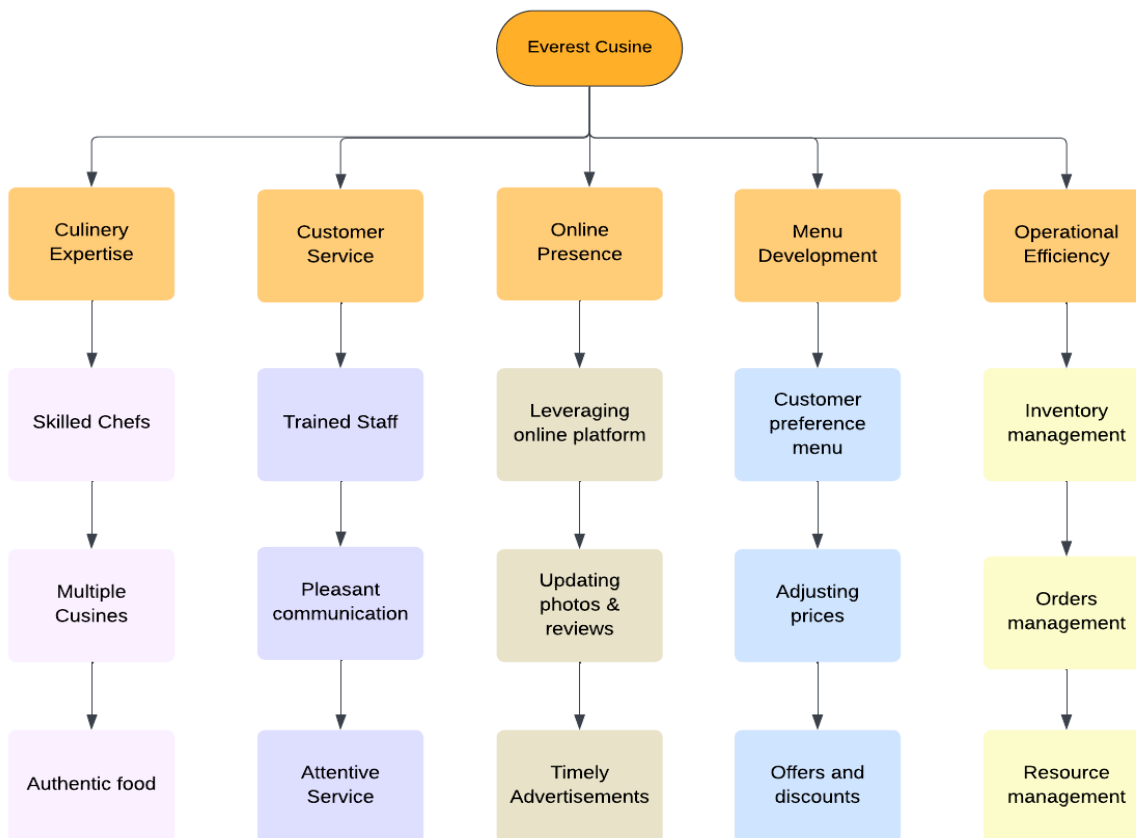 Everest Cusine
Culinery
Expertise
Customer
Service
Online
Presence
Menu
Development
Operational
Efficiency
Skilled Chefs
Trained Staff
Leveraging
online platform
Customer
preference
menu
Inventory
management
Multiple
Cusines
Pleasant
communication
Updating
photos &
reviews
Adjusting
prices
Orders
management
Authentic food
Attentive
Service
Timely
Advertisements
Offers and
discounts
Resource
management